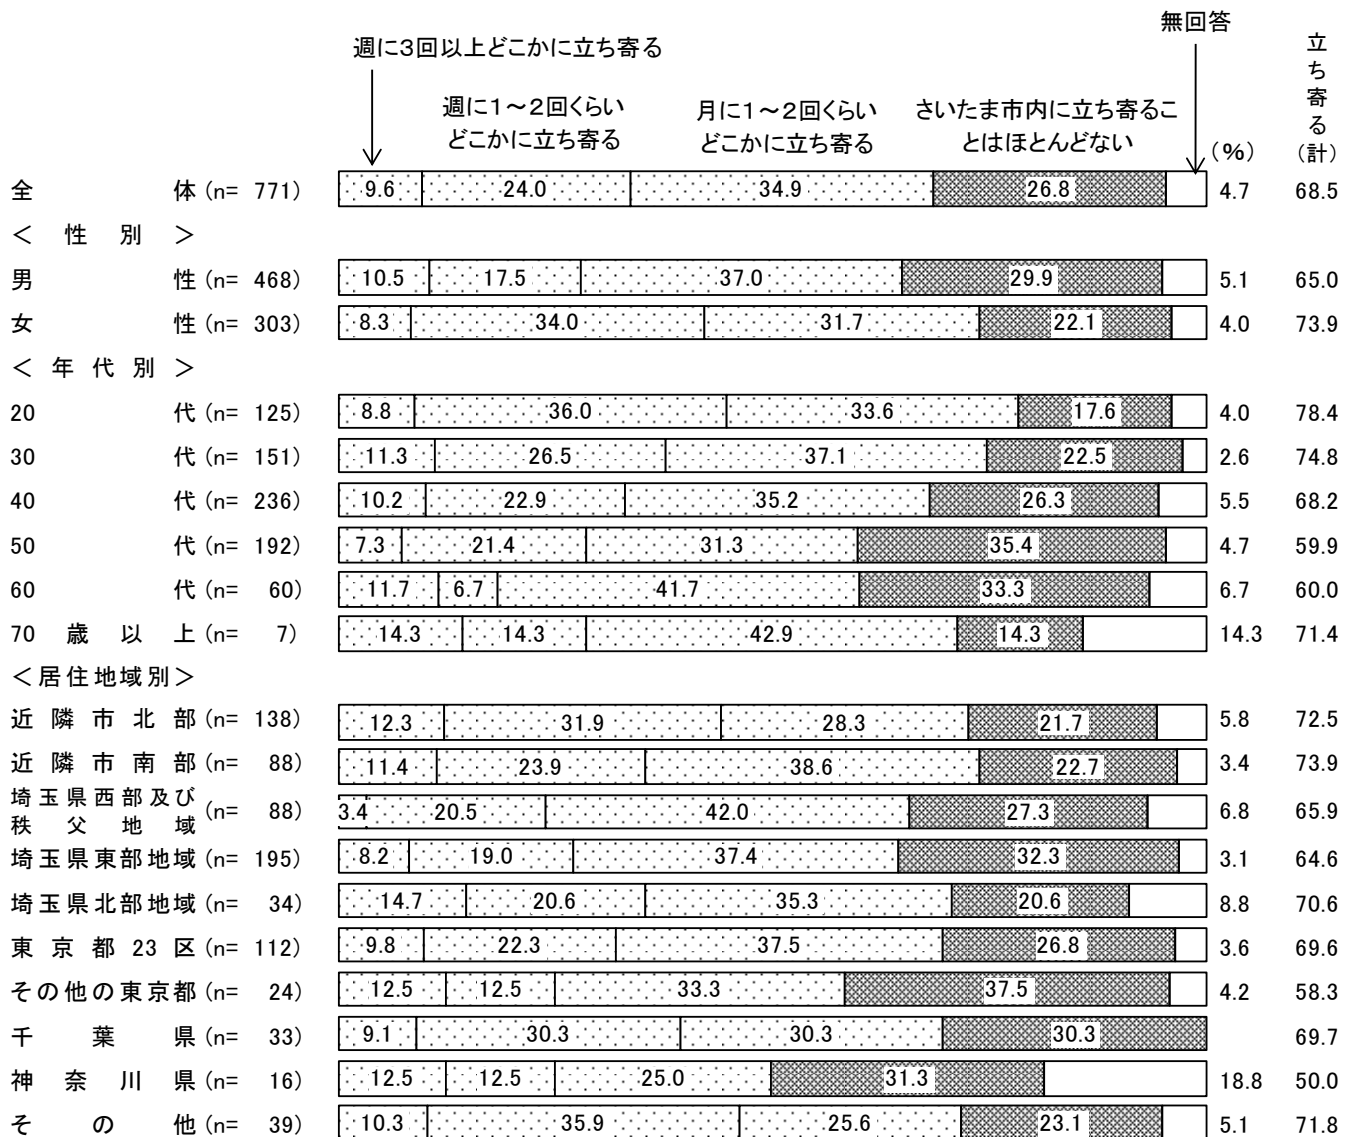 無回答
週に3回以上どこかに立ち寄る
立ち寄る（計）
週に1～2回くらい
どこかに立ち寄る
月に1～2回くらい
どこかに立ち寄る
さいたま市内に立ち寄るこ
とはほとんどない
(%)
全体 (n= 771) 9.6 24.0 34.9 26.8 4.7 68.5
＜性別＞
男性 (n= 468) 10.5 17.5 37.0 29.9 5.1 65.0
女性 (n= 303) 8.3 34.0 31.7 22.1 4.0 73.9
＜年代別＞
20代 (n= 125) 8.8 36.0 33.6 17.6 4.0 78.4
30代 (n= 151) 11.3 26.5 37.1 22.5 2.6 74.8
40代 (n= 236) 10.2 22.9 35.2 26.3 5.5 68.2
50代 (n= 192) 7.3 21.4 31.3 35.4 4.7 59.9
60代 (n= 60) 11.7 6.7 41.7 33.3 6.7 60.0
70歳以上 (n= 7) 14.3 14.3 42.9 14.3 14.3 71.4
＜居住地域別＞
近隣市北部 (n= 138) 12.3 31.9 28.3 21.7 5.8 72.5
近隣市南部 (n= 88) 11.4 23.9 38.6 22.7 3.4 73.9
埼玉県西部及び
秩父地域 (n= 88) 3.4 20.5 42.0 27.3 6.8 65.9
埼玉県東部地域 (n= 195) 8.2 19.0 37.4 32.3 3.1 64.6
埼玉県北部地域 (n= 34) 14.7 20.6 35.3 20.6 8.8 70.6
東京都23区 (n= 112) 9.8 22.3 37.5 26.8 3.6 69.6
その他の東京都 (n= 24) 12.5 12.5 33.3 37.5 4.2 58.3
千葉県 (n= 33) 9.1 30.3 30.3 30.3 69.7
神奈川県 (n= 16) 12.5 12.5 25.0 31.3 18.8 50.0
その他 (n= 39) 10.3 35.9 25.6 23.1 5.1 71.8